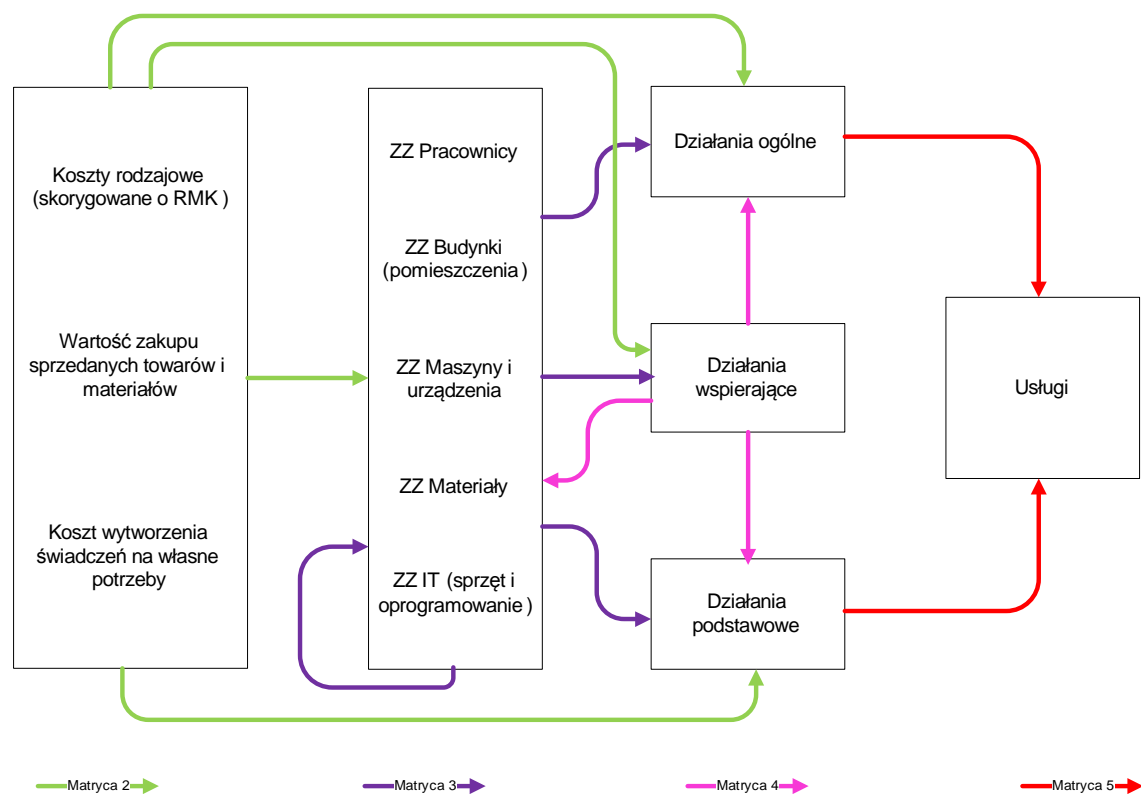 Koszty rodzajowe
(skorygowane o RMK )
Wartość zakupu
sprzedanych towarów i
materiałów
Koszt wytworzenia
świadczeń na własne
potrzeby
ZZ Pracownicy
ZZ Budynki
(pomieszczenia )
ZZ Maszyny i
urządzenia
ZZ Materiały
ZZ IT (sprzęt i
oprogramowanie )
Działania ogólne
Działania
wspierające
Działania
podstawowe
Usługi
Matryca 2
Matryca 3
Matryca 4
Matryca 5